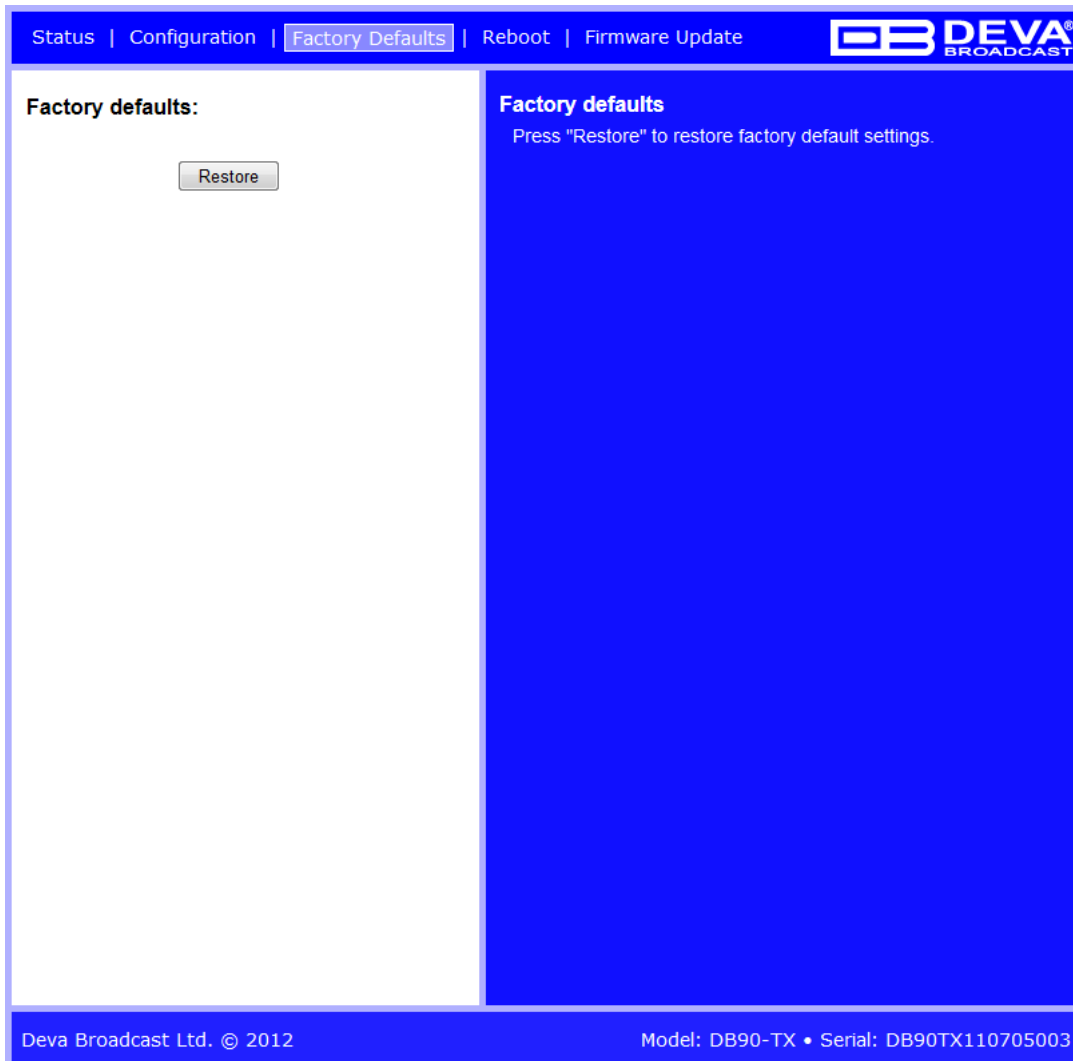 Status | Configuration | Factory Defaults | Reboot | Firmware Update
DB DEVA®
BROADCAST
Factory defaults:
Restore
Factory defaults
Press "Restore" to restore factory default settings.
Deva Broadcast Ltd. © 2012
Model: DB90-TX • Serial: DB90TX110705003